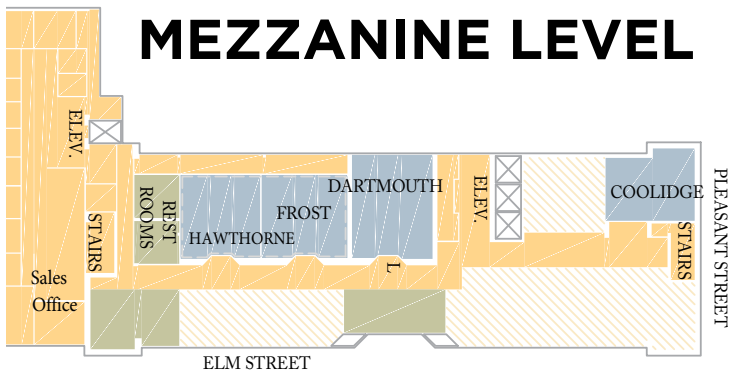 MEZZANINE LEVEL
ELEV.
STAIRS
Sales
Office
REST
ROOMS
HAWTHORNE
FROST
DARTMOUTH
L
ELEV.
COOLIDGE
STAIRS
PLEASANT STREET
ELM STREET